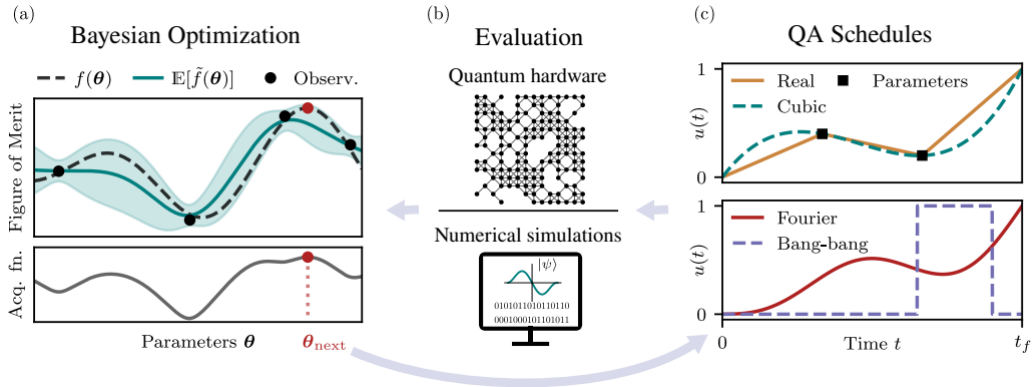 (a)
Bayesian Optimization
f(θ)
𝔼[f̃(θ)]
Observ.
Figure of Merit
Acq. fn.
Parameters θ
θnext
(b)
Evaluation
Quantum hardware
Numerical simulations
|ψ⟩
0101011010110110
0001000101101011
(c)
QA Schedules
Real
Parameters
Cubic
1
u(t)
0
Fourier
Bang-bang
1
u(t)
0
0
Time t
tf